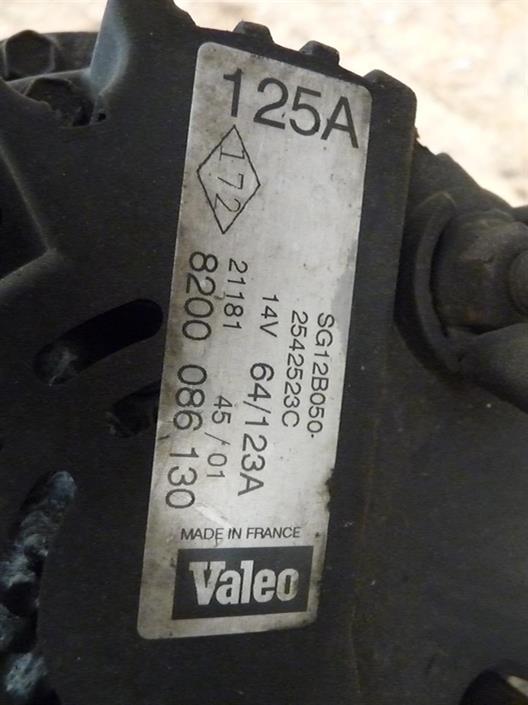 125A
172
SG12B050-
2542523C
14V 64/123A
21181 45/01
8200 086 130
MADE IN FRANCE
Valeo